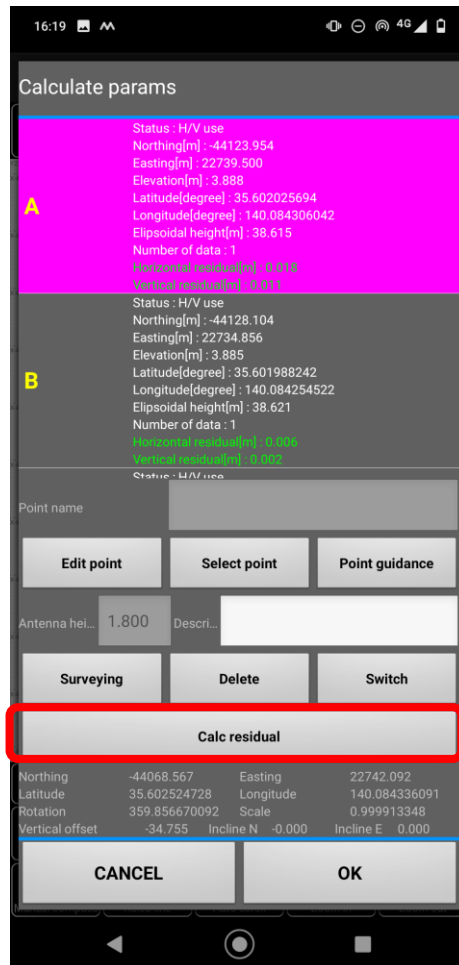 16:19 4G
Calculate params
Status : H/V use
Northing[m] : -44123.954
Easting[m] : 22739.500
Elevation[m] : 3.888
Latitude[degree] : 35.602025694
A
Longitude[degree] : 140.084306042
Elipsoidal height[m] : 38.615
Number of data : 1
Horizontal residual[m] : 0.018
Vertical residual[m] : 0.011
Status : H/V use
Northing[m] : -44128.104
Easting[m] : 22734.856
Elevation[m] : 3.885
Latitude[degree] : 35.601988242
B
Longitude[degree] : 140.084254522
Elipsoidal height[m] : 38.621
Number of data : 1
Horizontal residual[m] : 0.006
Vertical residual[m] : 0.002
Status : H/V use
Point name
Edit point Select point Point guidance
Antenna hei... 1.800 Descri...
Surveying Delete Switch
Calc residual
Northing -44068.567 Easting 22742.092
Latitude 35.602524728 Longitude 140.084336091
Rotation 359.856670092 Scale 0.999913348
Vertical offset -34.755 Incline N -0.000 Incline E 0.000
CANCEL OK